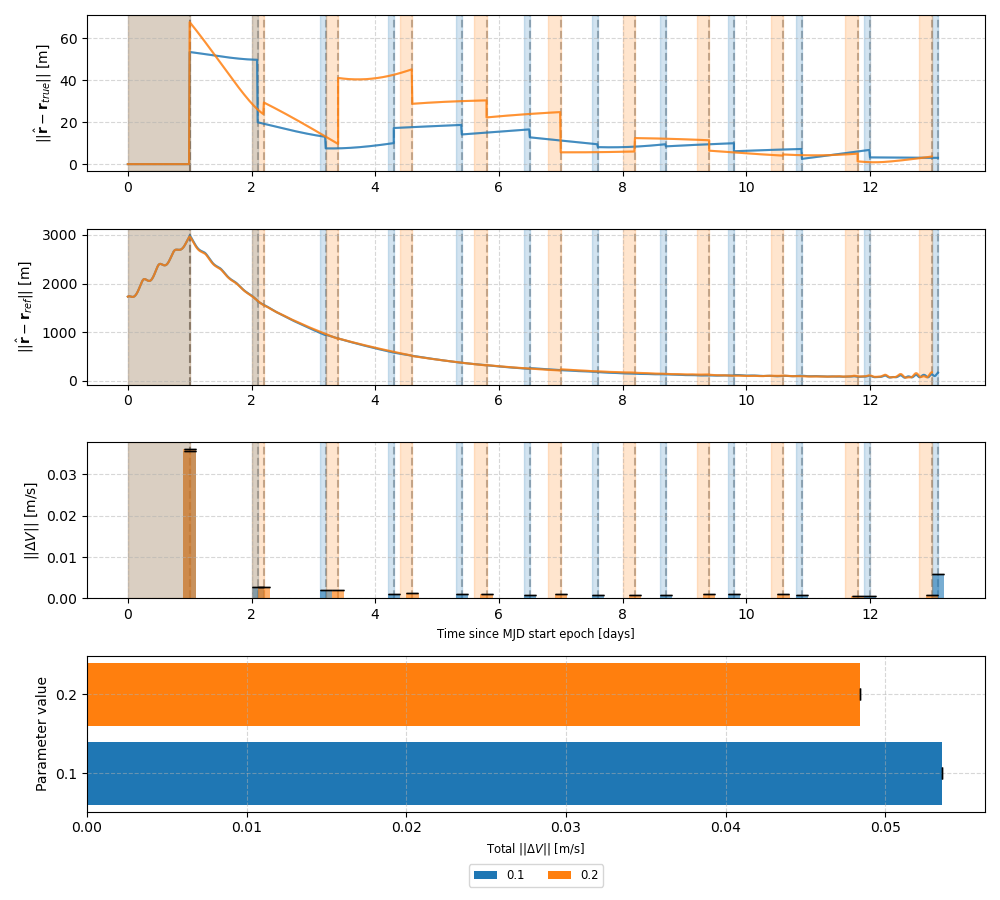 ||r̂ − r_true|| [m]
60
40
20
0
0 2 4 6 8 10 12
||r̂ − r_ref|| [m]
3000
2000
1000
0
0 2 4 6 8 10 12
||ΔV|| [m/s]
0.03
0.02
0.01
0.00
0 2 4 6 8 10 12
Time since MJD start epoch [days]
Parameter value
0.2
0.1
0.00 0.01 0.02 0.03 0.04 0.05
Total ||ΔV|| [m/s]
0.1 0.2